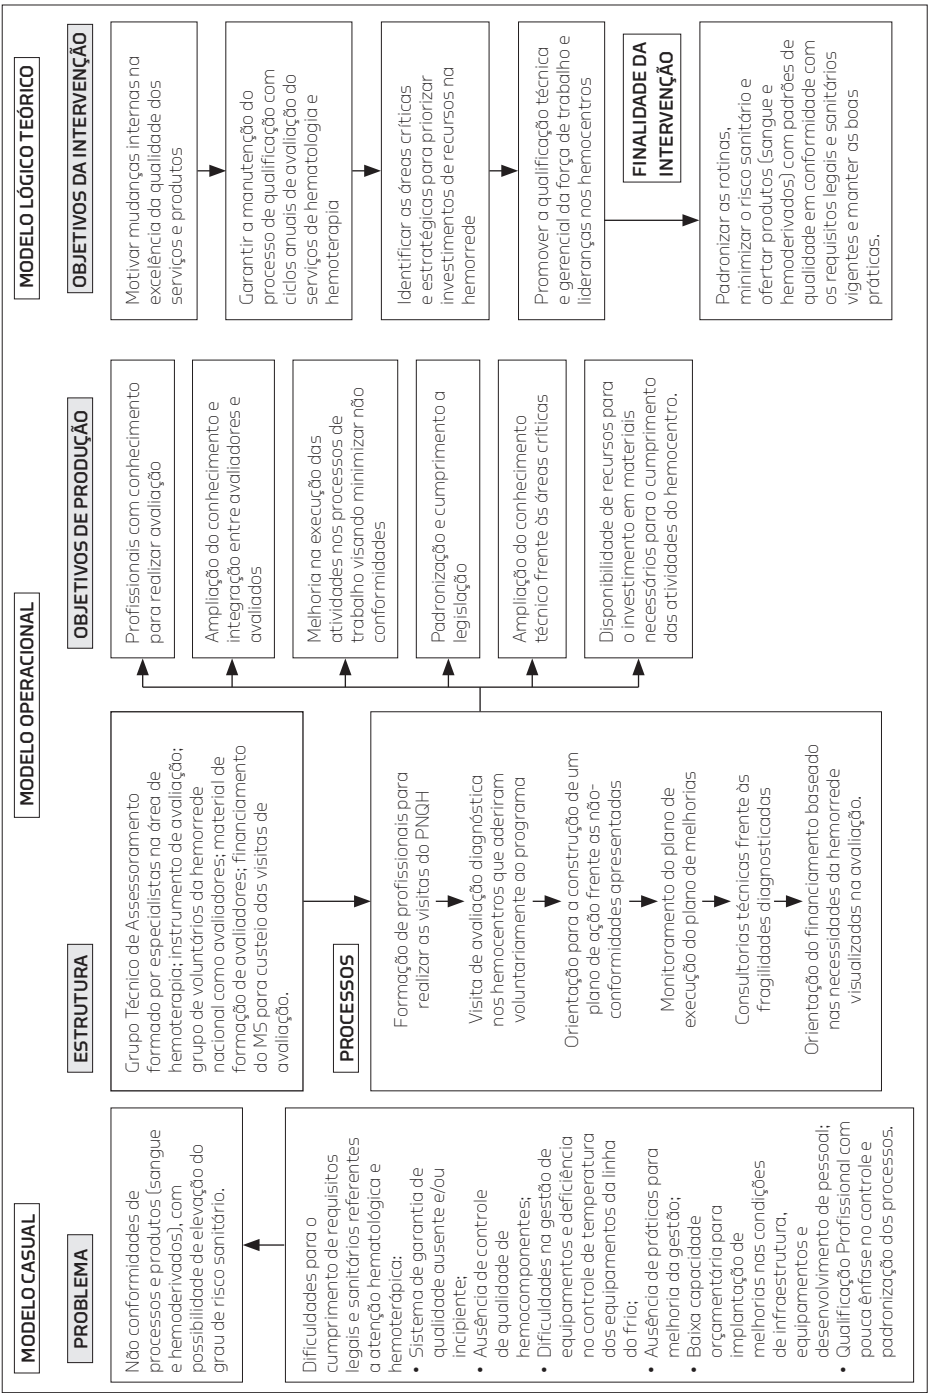 MODELO CASUAL
PROBLEMA
Não conformidades de
processos e produtos (sangue
e hemoderivados), com
possibilidade de elevação do
grau de risco sanitário.
Dificuldades para o
cumprimento de requisitos
legais e sanitários referentes
a atenção hematológica e
hemoterápica:
• Sistema de garantia de
qualidade ausente e/ou
incipiente;
• Ausência de controle
de qualidade de
hemocomponentes;
• Dificuldades na gestão de
equipamentos e deficiência
no controle de temperatura
dos equipamentos da linha
do frio;
• Ausência de práticas para
melhoria da gestão;
• Baixa capacidade
orçamentária para
implantação de
melhorias nas condições
de infraestrutura,
equipamentos e
desenvolvimento de pessoal;
• Qualificação Profissional com
pouca ênfase no controle e
padronização dos processos.
MODELO OPERACIONAL
ESTRUTURA
Grupo Técnico de Assessoramento
formado por especialistas na área de
hemoterapia; instrumento de avaliação;
grupo de voluntários da hemorrede
nacional como avaliadores; material de
formação de avaliadores; financiamento
do MS para custeio das visitas de
avaliação.
PROCESSOS
Formação de profissionais para
realizar as visitas do PNQH
Visita de avaliação diagnóstica
nos hemocentros que aderiram
voluntariamente ao programa
Orientação para a construção de um
plano de ação frente as não-
conformidades apresentadas
Monitoramento do plano de
execução do plano de melhorias
Consultorias técnicas frente às
fragilidades diagnosticadas
Orientação do financiamento baseado
nas necessidades da hemorrede
visualizadas na avaliação.
OBJETIVOS DE PRODUÇÃO
Profissionais com conhecimento
para realizar avaliação
Ampliação do conhecimento e
integração entre avaliadores e
avaliados
Melhoria na execução das
atividades nos processos de
trabalho visando minimizar não
conformidades
Padronização e cumprimento a
legislação
Ampliação do conhecimento
técnico frente às áreas críticas
Disponibilidade de recursos para
o investimento em materiais
necessários para o cumprimento
das atividades do hemocentro.
MODELO LÓGICO TEÓRICO
OBJETIVOS DA INTERVENÇÃO
Motivar mudanças internas na
excelência da qualidade dos
serviços e produtos
Garantir a manutenção do
processo de qualificação com
ciclos anuais de avaliação do
serviços de hematologia e
hemoterapia
Identificar as áreas críticas
e estratégicas para priorizar
investimentos de recursos na
hemorrede
Promover a qualificação técnica
e gerencial da força de trabalho e
lideranças nos hemocentros
FINALIDADE DA
INTERVENÇÃO
Padronizar as rotinas,
minimizar o risco sanitário e
ofertar produtos (sangue e
hemoderivados) com padrões de
qualidade em conformidade com
os requisitos legais e sanitários
vigentes e manter as boas
práticas.